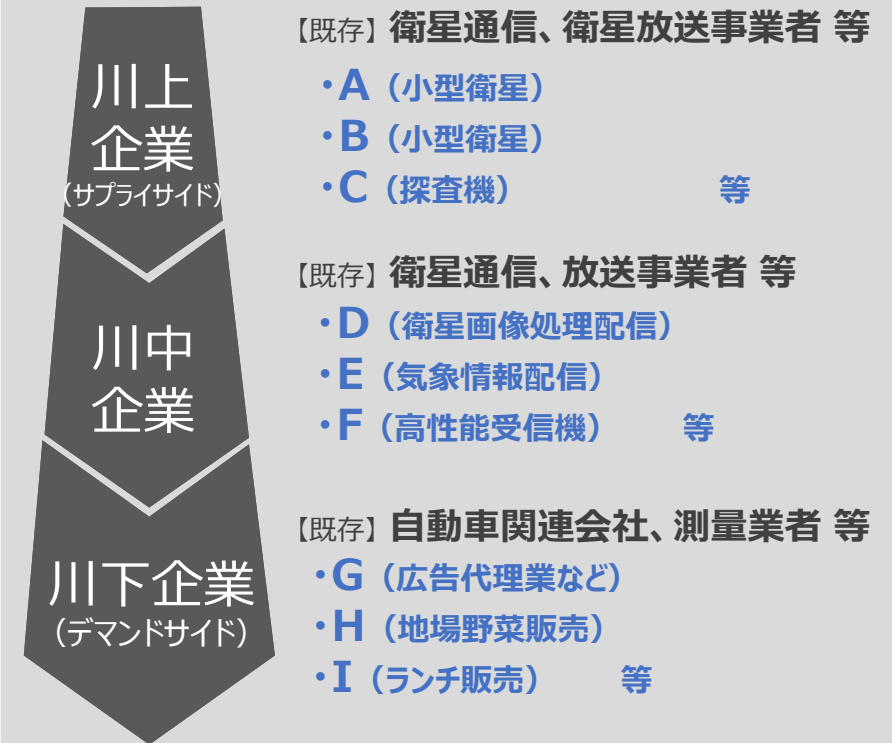 川上
企業
(サプライサイド)
【既存】衛星通信、衛星放送事業者 等
・A（小型衛星）
・B（小型衛星）
・C（探査機） 等
川中
企業
【既存】衛星通信、放送事業者 等
・D（衛星画像処理配信）
・E（気象情報配信）
・F（高性能受信機） 等
川下企業
（デマンドサイド）
【既存】自動車関連会社、測量業者 等
・G（広告代理業など）
・H（地場野菜販売）
・I（ランチ販売） 等